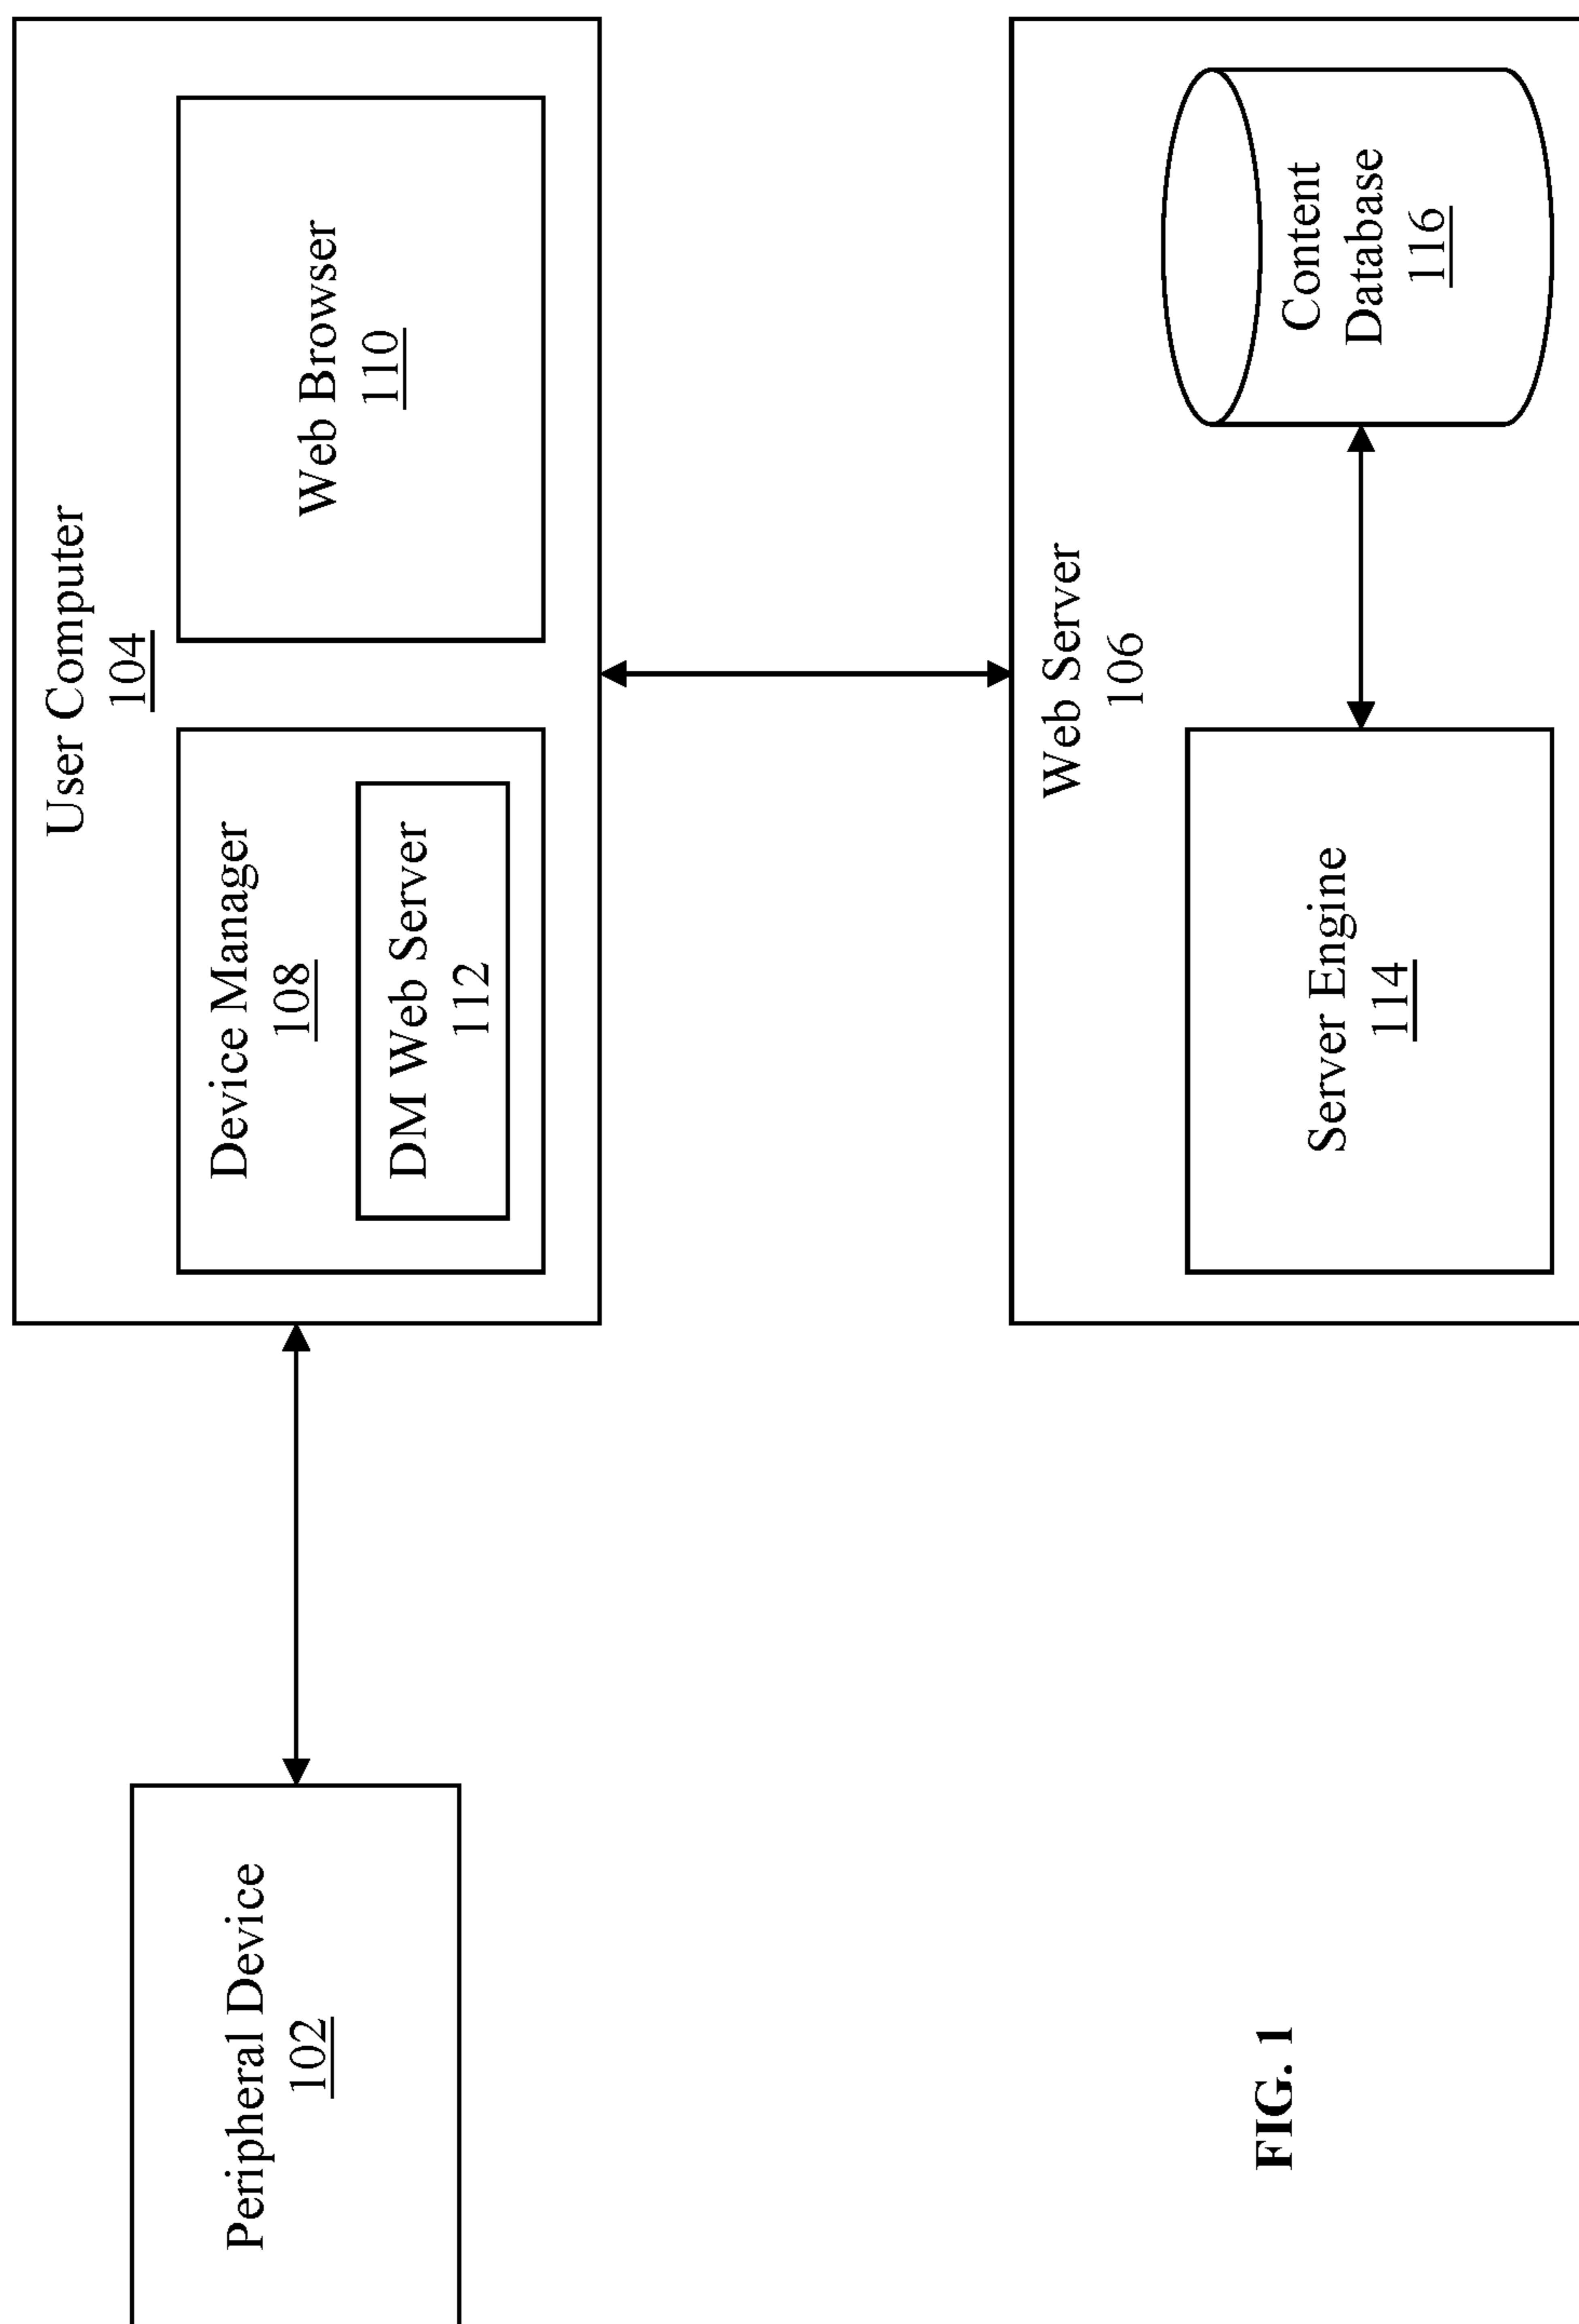 Peripheral Device
102
User Computer
104
Device Manager
108
DM Web Server
112
Web Browser
110
Web Server
106
Server Engine
114
Content
Database
116
FIG. 1